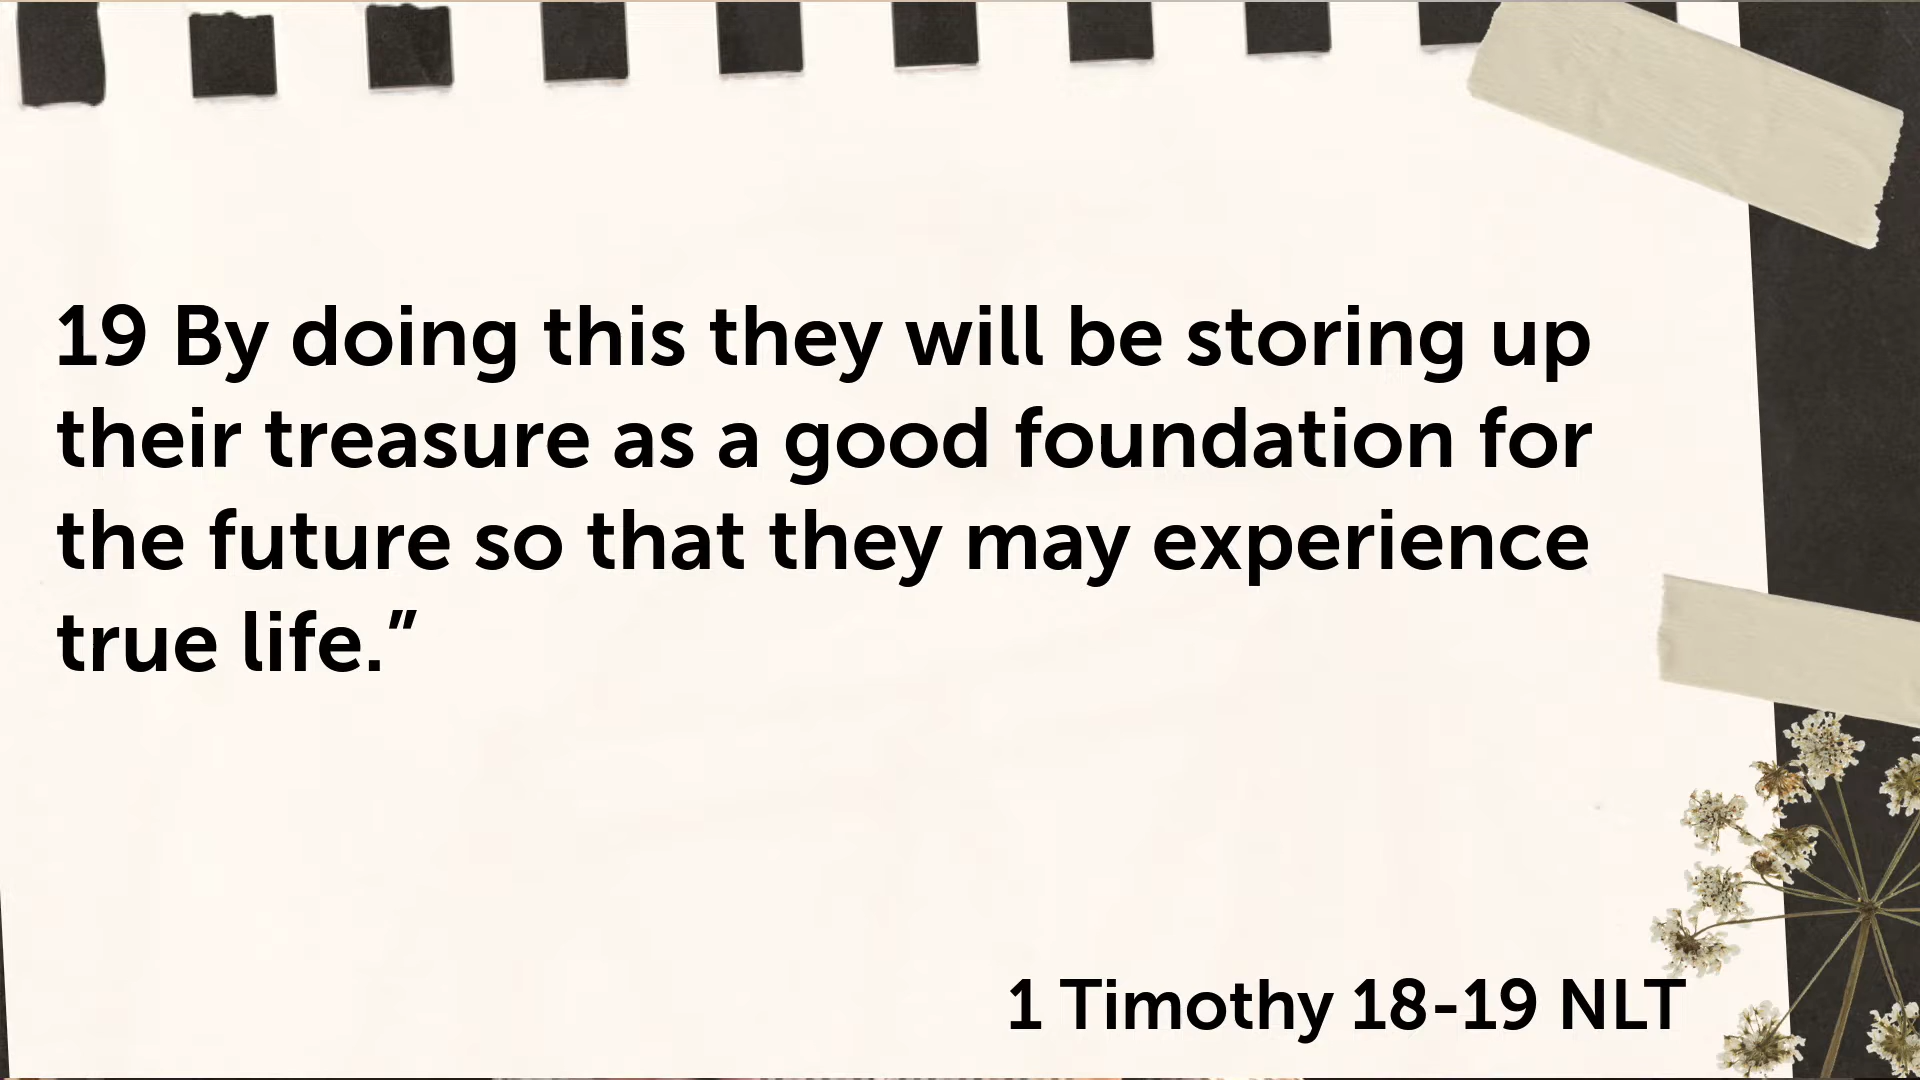 19 By doing this they will be storing up
their treasure as a good foundation for
the future so that they may experience
true life.”
1 Timothy 18-19 NLT